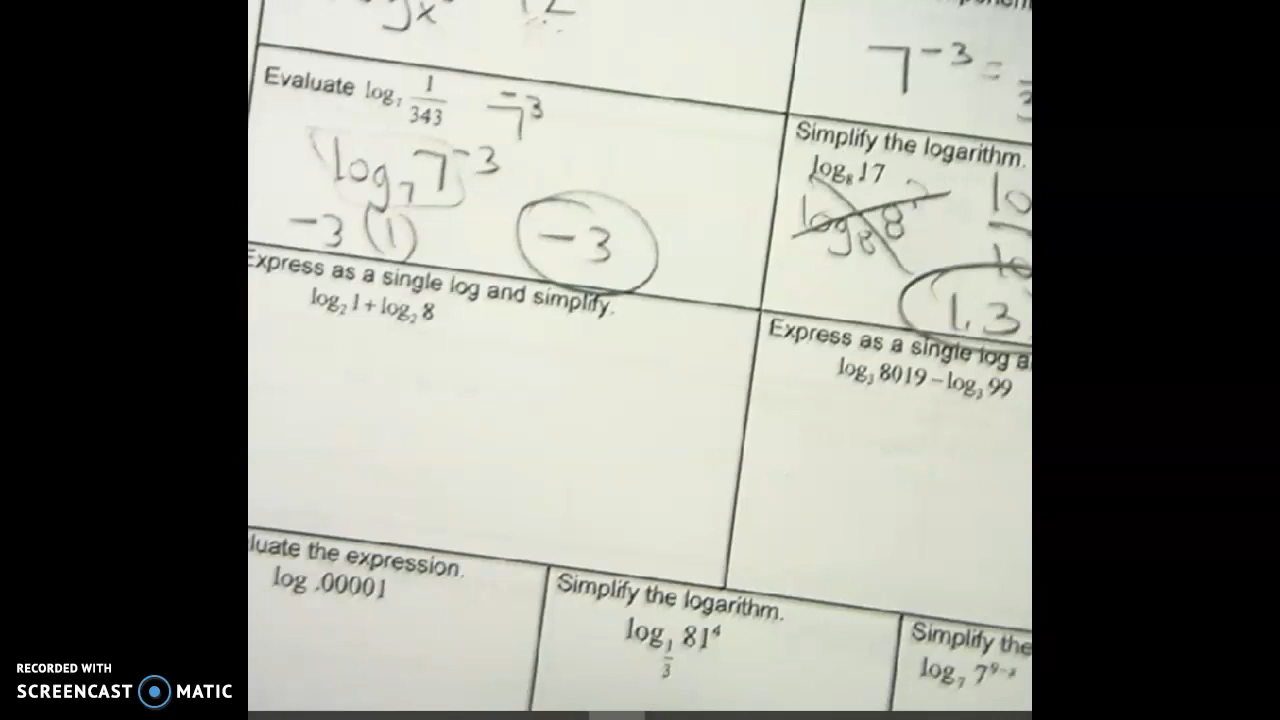 log x
7⁻³ =
Evaluate log₇ 1/343 7⁻³
log₇ 7⁻³
-3 (1) -3
Simplify the logarithm.
log₈ 17
log₈ 8
1.3
Express as a single log and simplify.
log₂ 1 + log₂ 8
Express as a single log
log₃ 8019 – log₃ 99
the expression.
log .00001
Simplify the logarithm.
log₁/₃ 81⁴
Simplify the
log₇ 7
RECORDED WITH
SCREENCAST MATIC